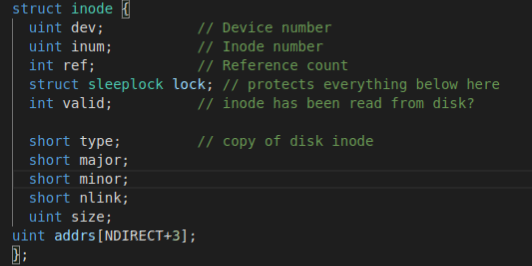 struct inode {
uint dev; // Device number
uint inum; // Inode number
int ref; // Reference count
struct sleeplock lock; // protects everything below here
int valid; // inode has been read from disk?
short type; // copy of disk inode
short major;
short minor;
short nlink;
uint size;
uint addrs[NDIRECT+3];
};